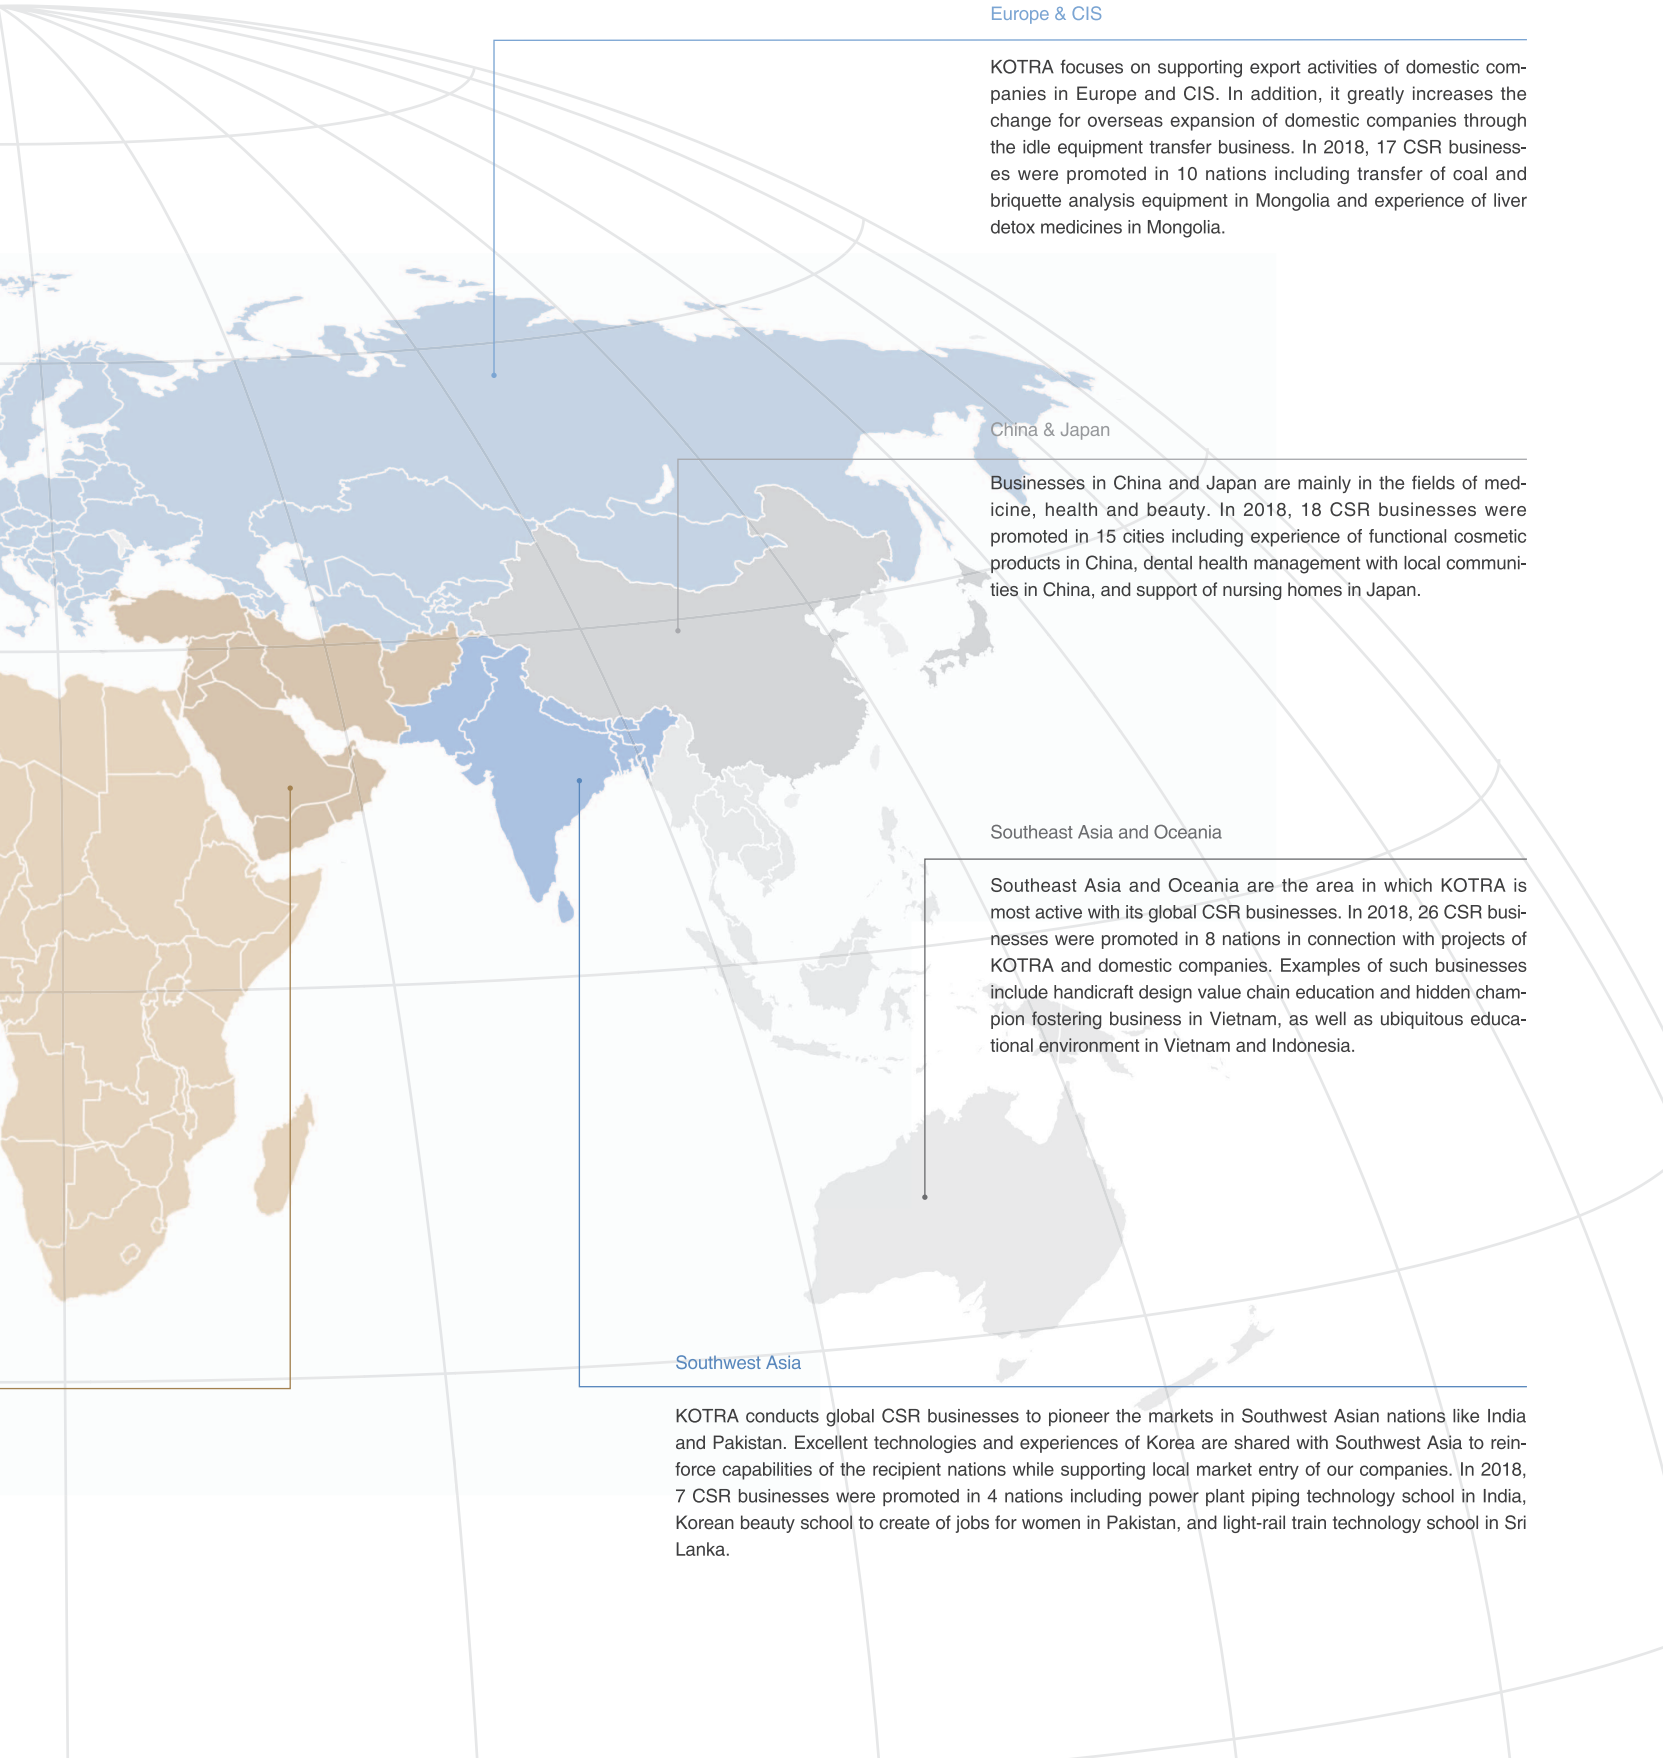 Europe & CIS
KOTRA focuses on supporting export activities of domestic com-
panies in Europe and CIS. In addition, it greatly increases the
change for overseas expansion of domestic companies through
the idle equipment transfer business. In 2018, 17 CSR business-
es were promoted in 10 nations including transfer of coal and
briquette analysis equipment in Mongolia and experience of liver
detox medicines in Mongolia.
China & Japan
Businesses in China and Japan are mainly in the fields of med-
icine, health and beauty. In 2018, 18 CSR businesses were
promoted in 15 cities including experience of functional cosmetic
products in China, dental health management with local communi-
ties in China, and support of nursing homes in Japan.
Southeast Asia and Oceania
Southeast Asia and Oceania are the area in which KOTRA is
most active with its global CSR businesses. In 2018, 26 CSR busi-
nesses were promoted in 8 nations in connection with projects of
KOTRA and domestic companies. Examples of such businesses
include handicraft design value chain education and hidden cham-
pion fostering business in Vietnam, as well as ubiquitous educa-
tional environment in Vietnam and Indonesia.
Southwest Asia
KOTRA conducts global CSR businesses to pioneer the markets in Southwest Asian nations like India
and Pakistan. Excellent technologies and experiences of Korea are shared with Southwest Asia to rein-
force capabilities of the recipient nations while supporting local market entry of our companies. In 2018,
7 CSR businesses were promoted in 4 nations including power plant piping technology school in India,
Korean beauty school to create of jobs for women in Pakistan, and light-rail train technology school in Sri
Lanka.